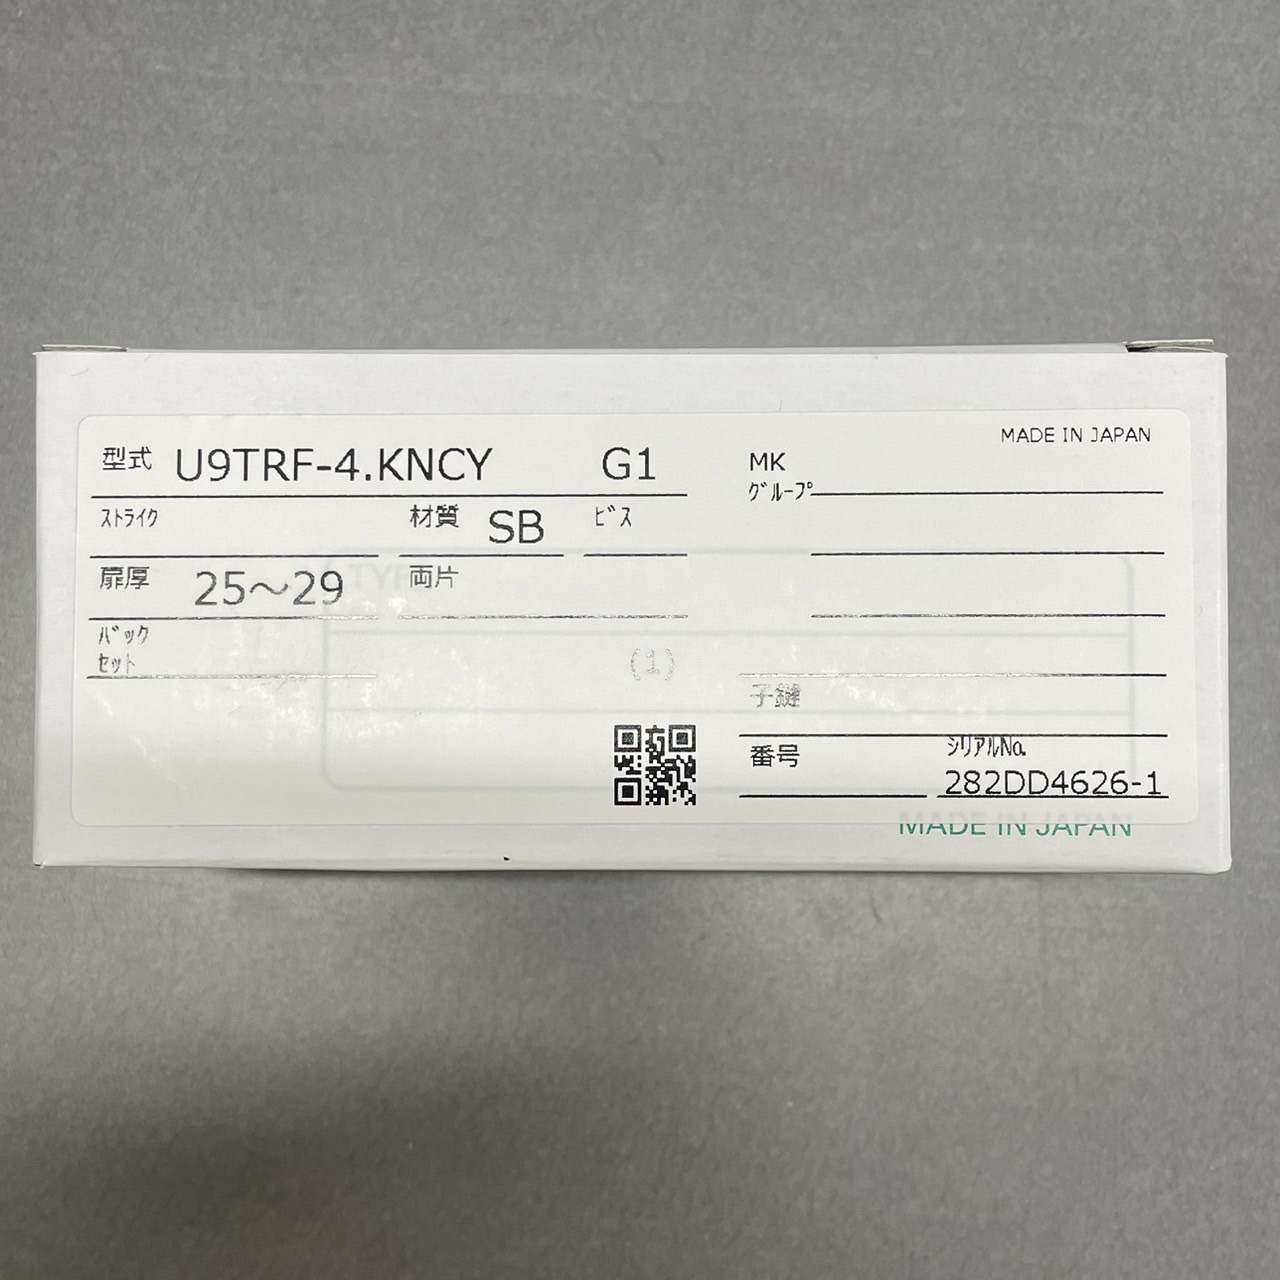 MADE IN JAPAN
型式 U9TRF-4.KNCY G1
MK
ｸﾞﾙｰﾌﾟ
ｽﾄﾗｲｸ 材質 SB ﾋﾞｽ
扉厚 25～29 両片
ﾊﾞｯｸ
ｾｯﾄ
(1)
子鍵
番号 ｼﾘｱﾙNo.
282DD4626-1
MADE IN JAPAN
TYPE